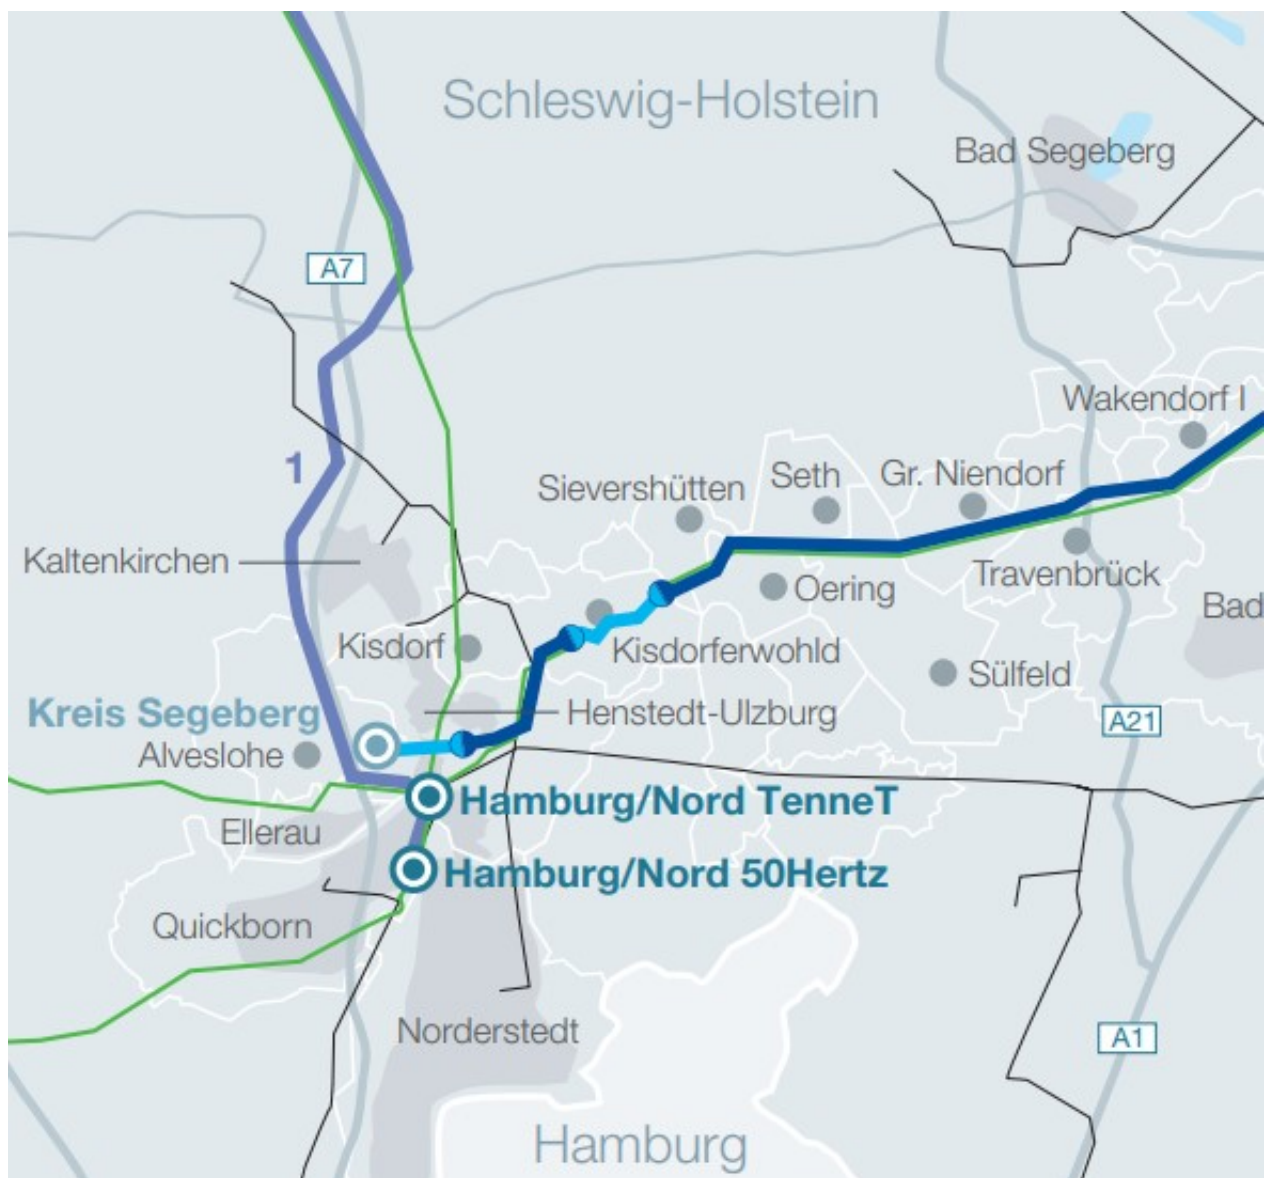 Schleswig-Holstein
Bad Segeberg
A7
Wakendorf I
1
Sievershütten
Seth
Gr. Niendorf
Kaltenkirchen
Oering
Travenbrück
Bad
Kisdorf
Kisdorferwohld
Sülfeld
Kreis Segeberg
Henstedt-Ulzburg
A21
Alveslohe
Hamburg/Nord TenneT
Ellerau
Hamburg/Nord 50Hertz
Quickborn
Norderstedt
A1
Hamburg